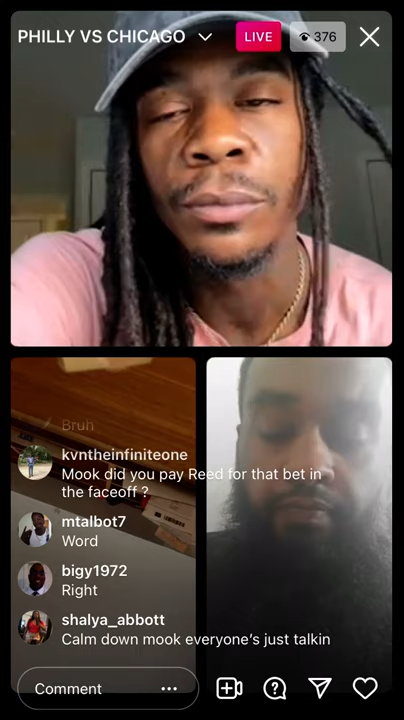 PHILLY VS CHICAGO
LIVE
376
Bruh
kvntheinfiniteone
Mook did you pay Reed for that bet in
the faceoff ?
mtalbot7
Word
bigy1972
Right
shalya_abbott
Calm down mook everyone's just talkin
Comment